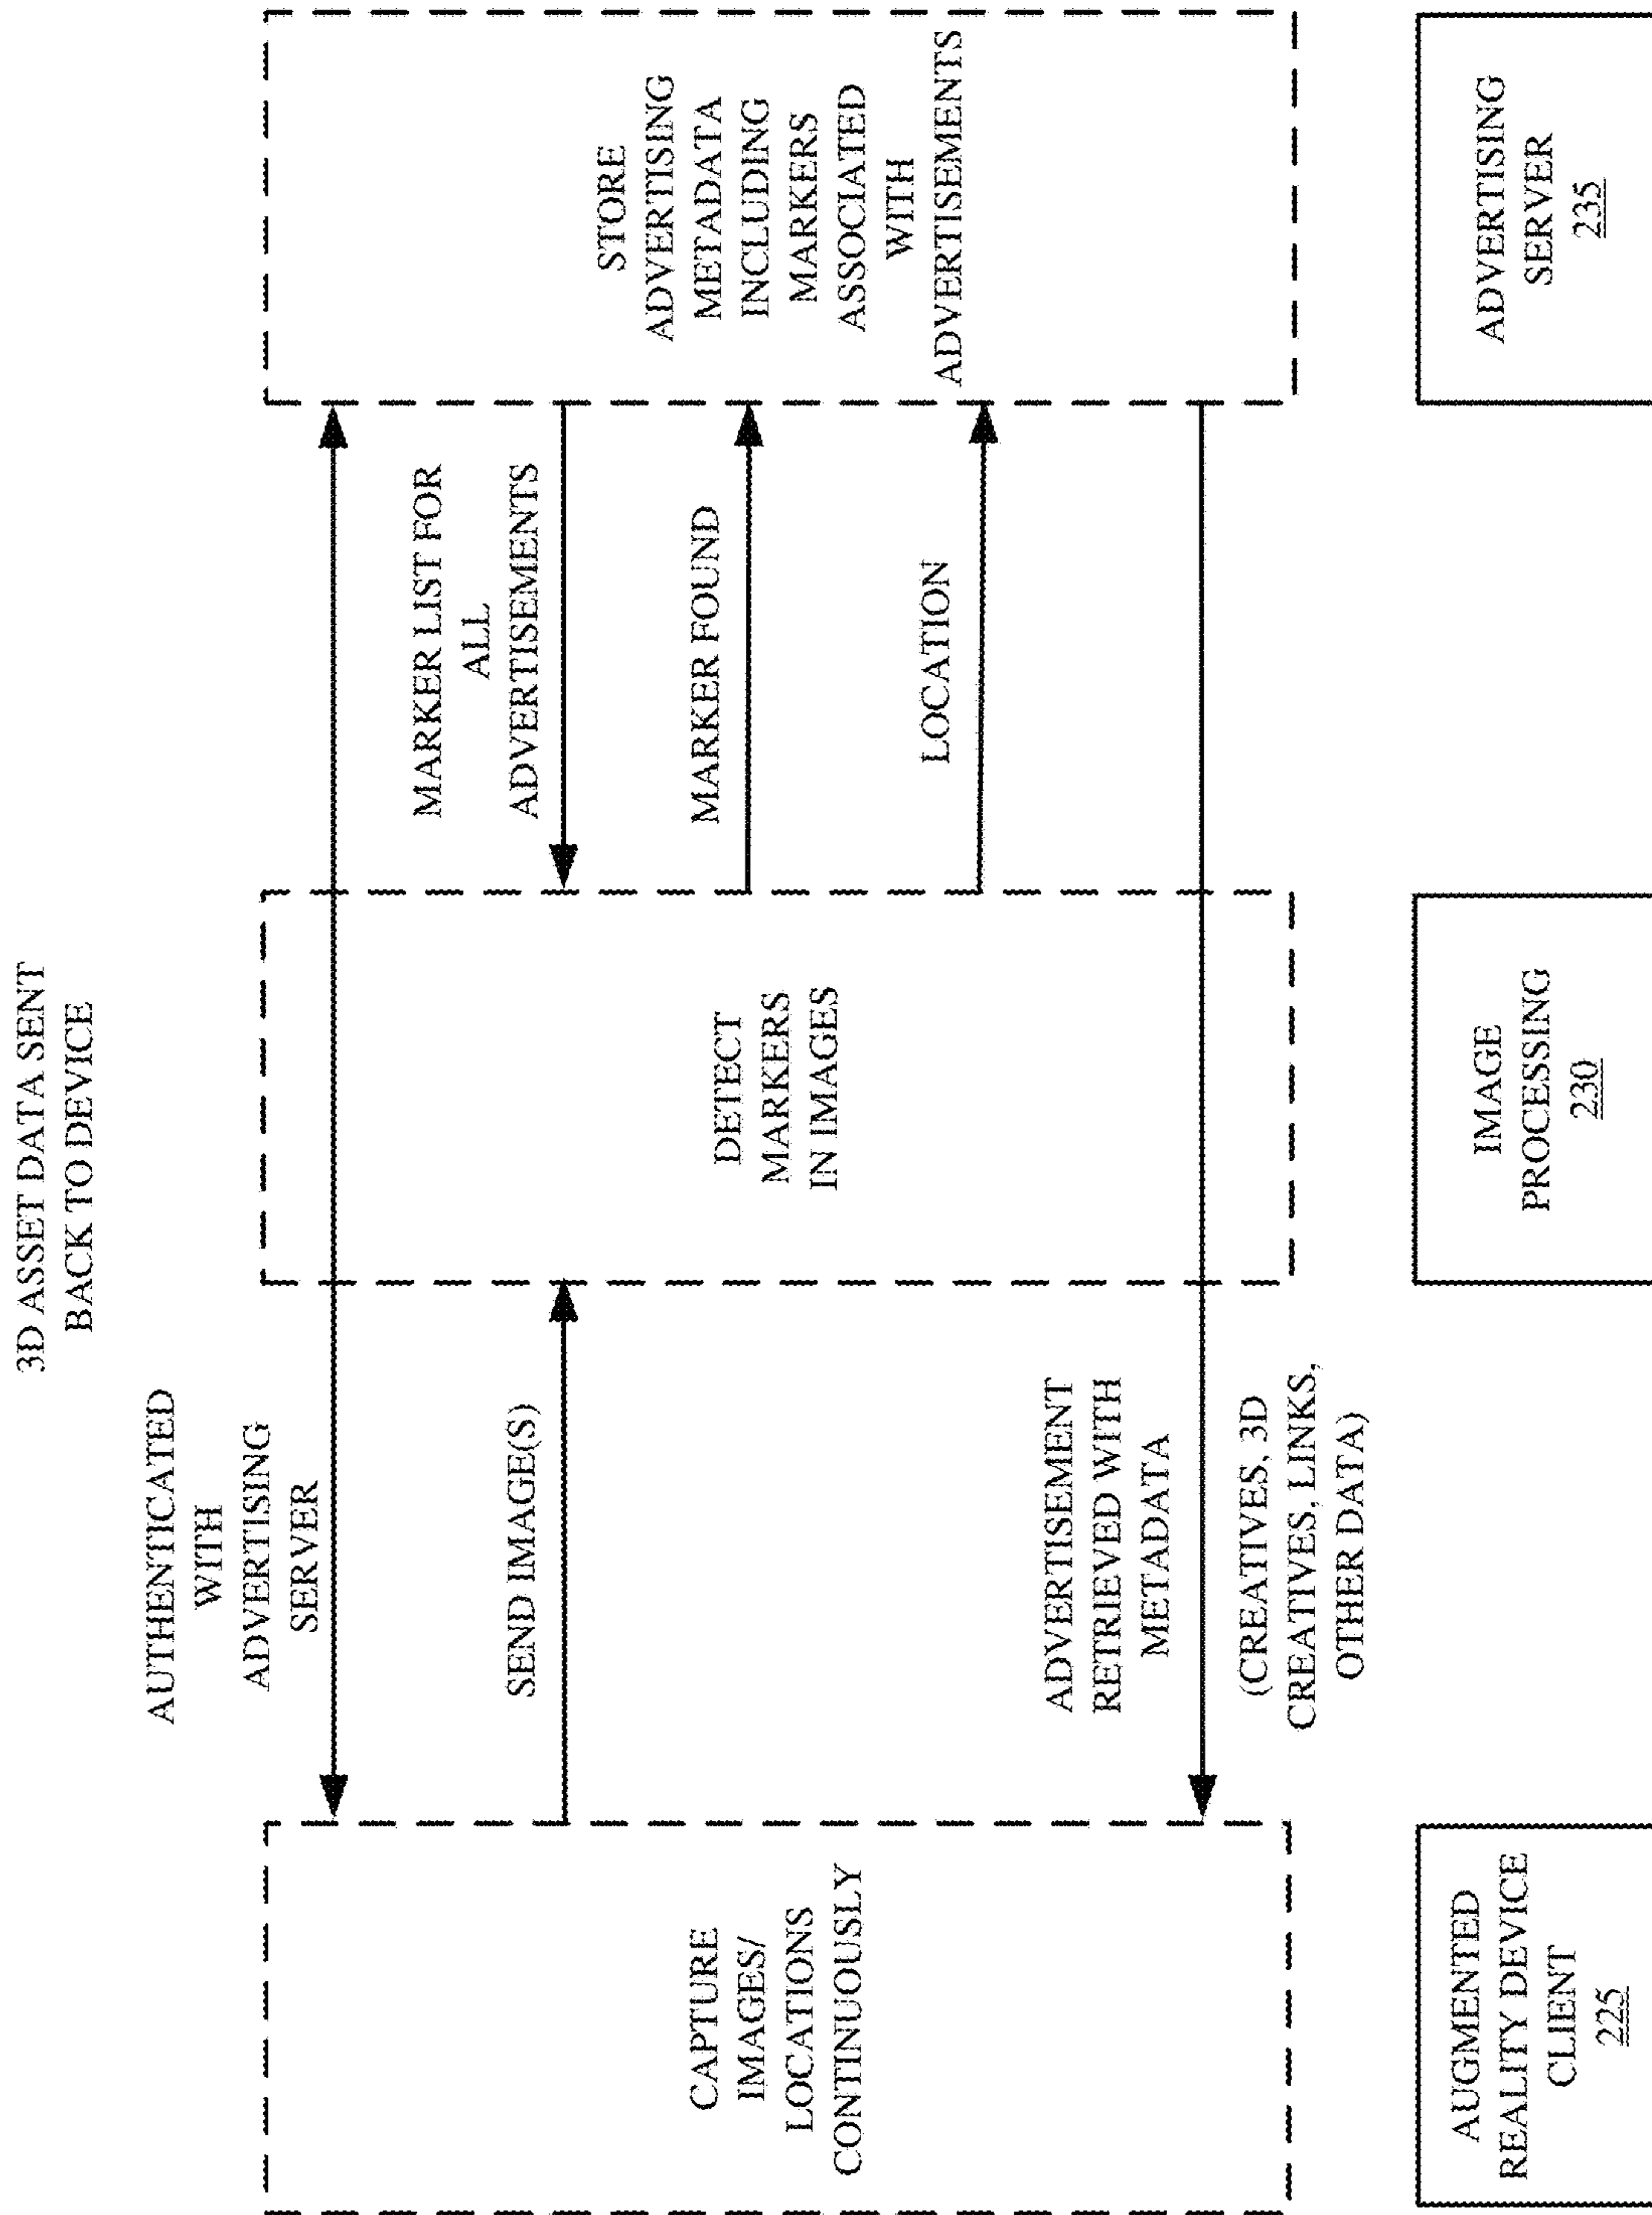 3D ASSET DATA SENT
BACK TO DEVICE
AUTHENTICATED
WITH
ADVERTISING
SERVER
MARKER LIST FOR
ALL
ADVERTISEMENTS
SEND IMAGE(S)
MARKER FOUND
LOCATION
ADVERTISEMENT
RETRIEVED WITH
METADATA
(CREATIVES, 3D
CREATIVES, LINKS,
OTHER DATA)
CAPTURE
IMAGES/
LOCATIONS
CONTINUOUSLY
DETECT
MARKERS
IN IMAGES
STORE
ADVERTISING
METADATA
INCLUDING
MARKERS
ASSOCIATED
WITH
ADVERTISEMENTS
AUGMENTED
REALITY DEVICE
CLIENT
225
IMAGE
PROCESSING
230
ADVERTISING
SERVER
235